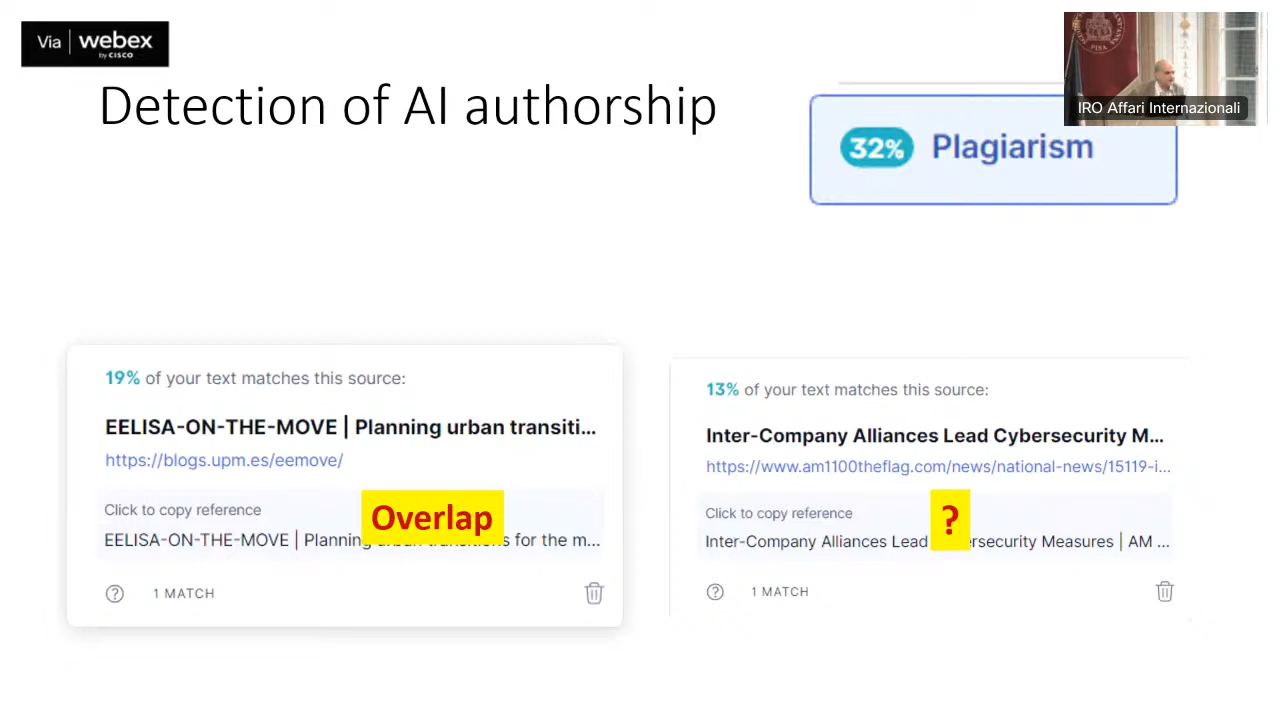 Via webex
by CISCO
Detection of AI authorship
PISA
IRO Affari Internazionali
32% Plagiarism
19% of your text matches this source:
EELISA-ON-THE-MOVE | Planning urban transiti...
https://blogs.upm.es/eemove/
Click to copy reference
Overlap
EELISA-ON-THE-MOVE | Planning urban transitions for the m...
? 1 MATCH
13% of your text matches this source:
Inter-Company Alliances Lead Cybersecurity M...
https://www.am1100theflag.com/news/national-news/15119-i...
Click to copy reference
?
Inter-Company Alliances Lead ersecurity Measures | AM ...
? 1 MATCH